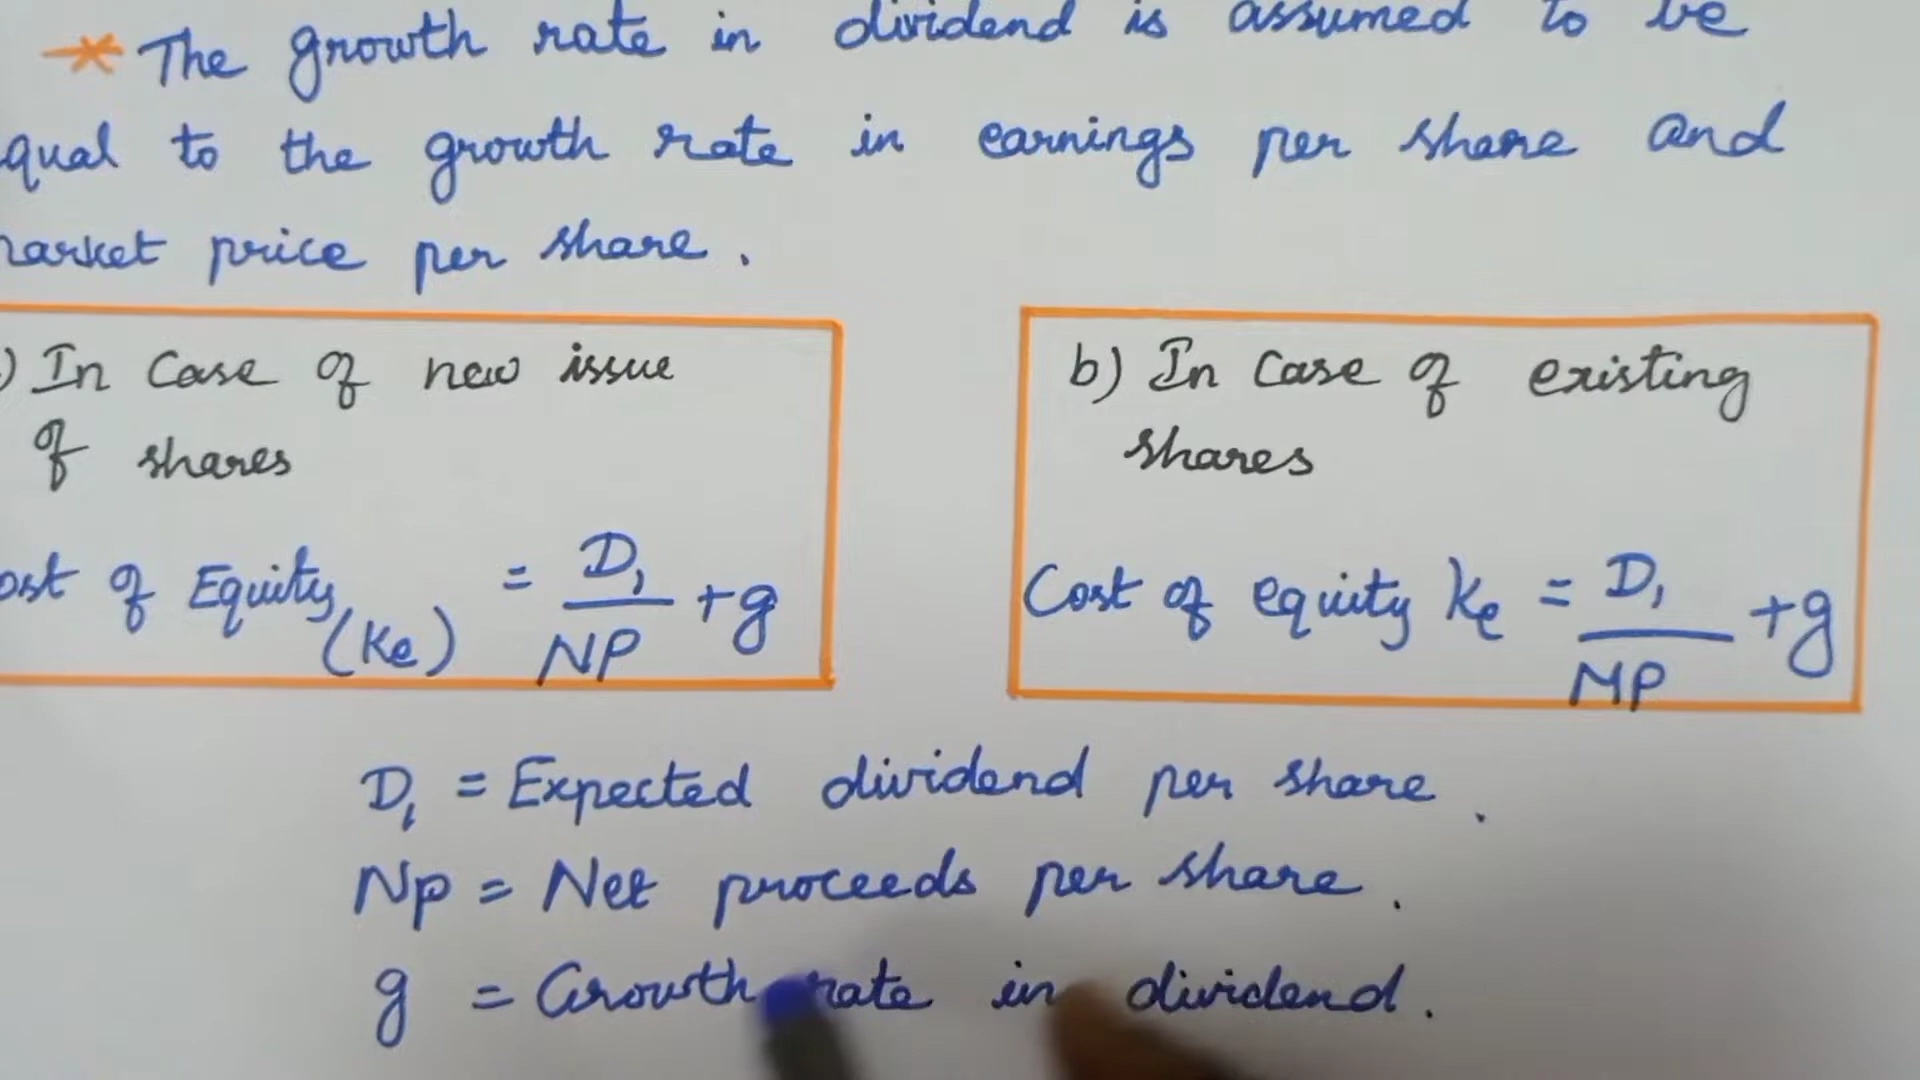 The growth rate in dividend is assumed to be
qual to the growth rate in earnings per share and
market price per share.
) In Case of new issue
of shares
ost of Equity (Ke) = D1/NP + g
b) In Case of existing
shares
Cost of equity Ke = D1/MP + g
D1 = Expected dividend per share.
Np = Net proceeds per share.
g = Growth rate in dividend.